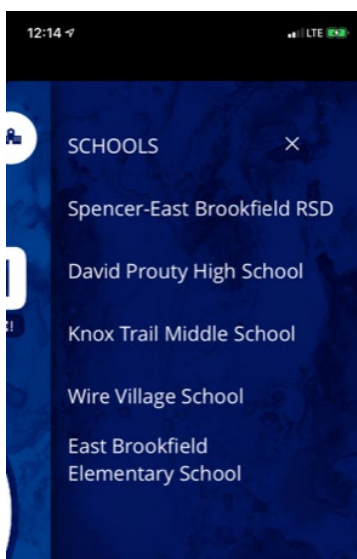 12:14 LTE
SCHOOLS ×
Spencer-East Brookfield RSD
David Prouty High School
Knox Trail Middle School
Wire Village School
East Brookfield
Elementary School